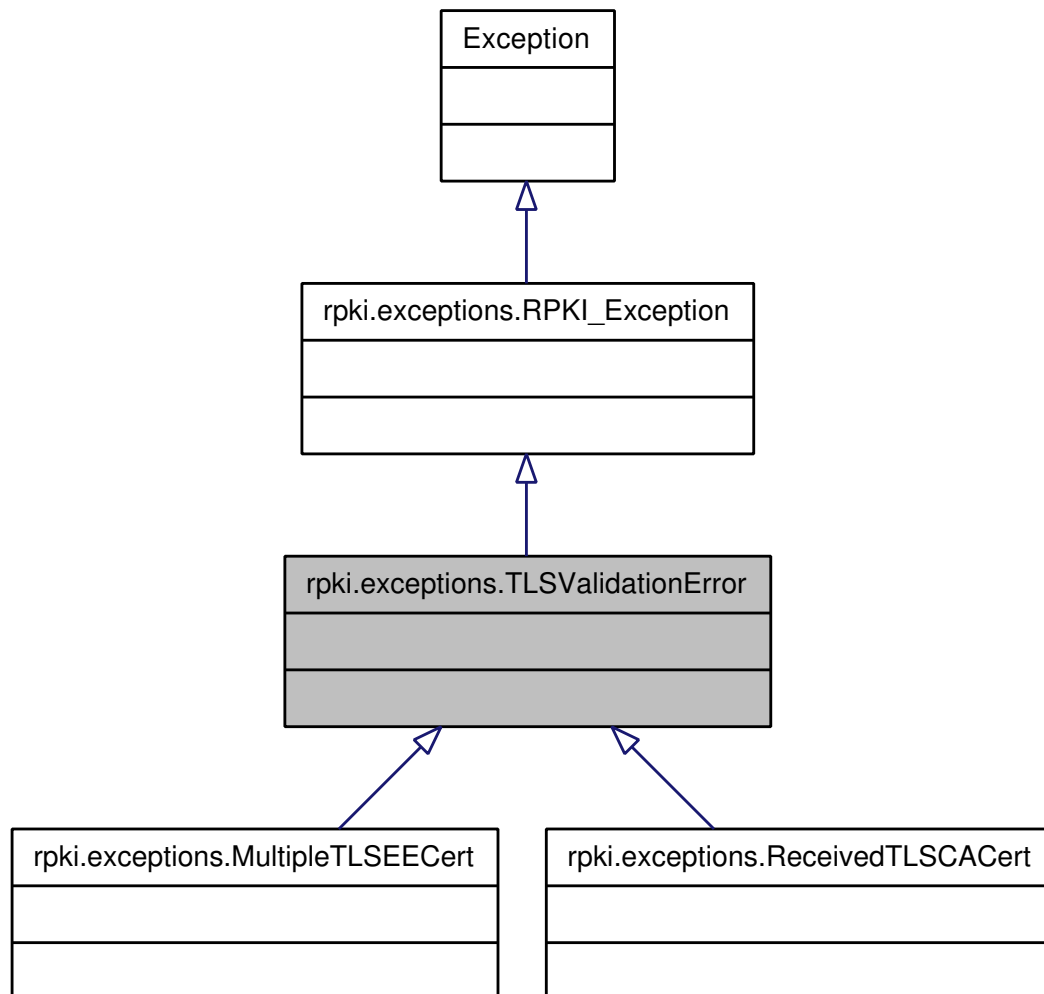 Exception
rpki.exceptions.RPKI_Exception
rpki.exceptions.TLSValidationError
rpki.exceptions.MultipleTLSEECert
rpki.exceptions.ReceivedTLSCACert